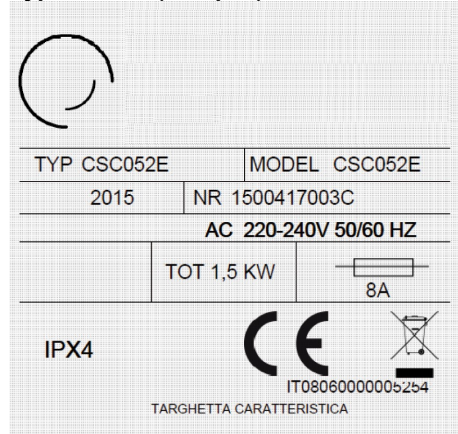 TYP CSC052E MODEL CSC052E
2015 NR 1500417003C
AC 220-240V 50/60 HZ
TOT 1,5 KW
8A
IPX4
CE
IT08060000005254
TARGHETTA CARATTERISTICA